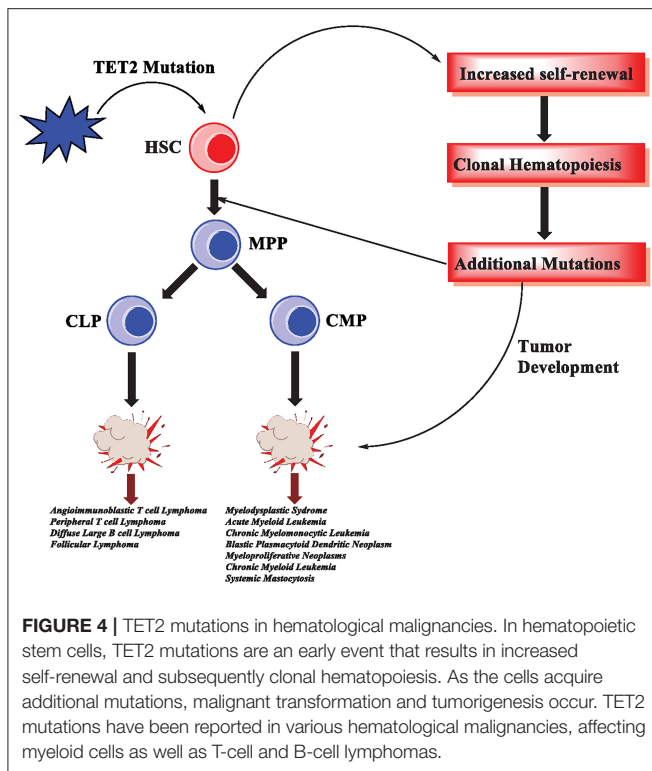 TET2 Mutation
HSC
Increased self-renewal
Clonal Hematopoiesis
MPP
Additional Mutations
CLP
CMP
Tumor
Development
Angioimmunoblastic T cell Lymphoma
Peripheral T cell Lymphoma
Diffuse Large B cell Lymphoma
Follicular Lymphoma
Myelodysplastic Sydrome
Acute Myeloid Leukemia
Chronic Myelomonocytic Leukemia
Blastic Plasmacytoid Dendritic Neoplasm
Myeloproliferative Neoplasms
Chronic Myeloid Leukemia
Systemic Mastocytosis
FIGURE 4 | TET2 mutations in hematological malignancies. In hematopoietic
stem cells, TET2 mutations are an early event that results in increased
self-renewal and subsequently clonal hematopoiesis. As the cells acquire
additional mutations, malignant transformation and tumorigenesis occur. TET2
mutations have been reported in various hematological malignancies, affecting
myeloid cells as well as T-cell and B-cell lymphomas.